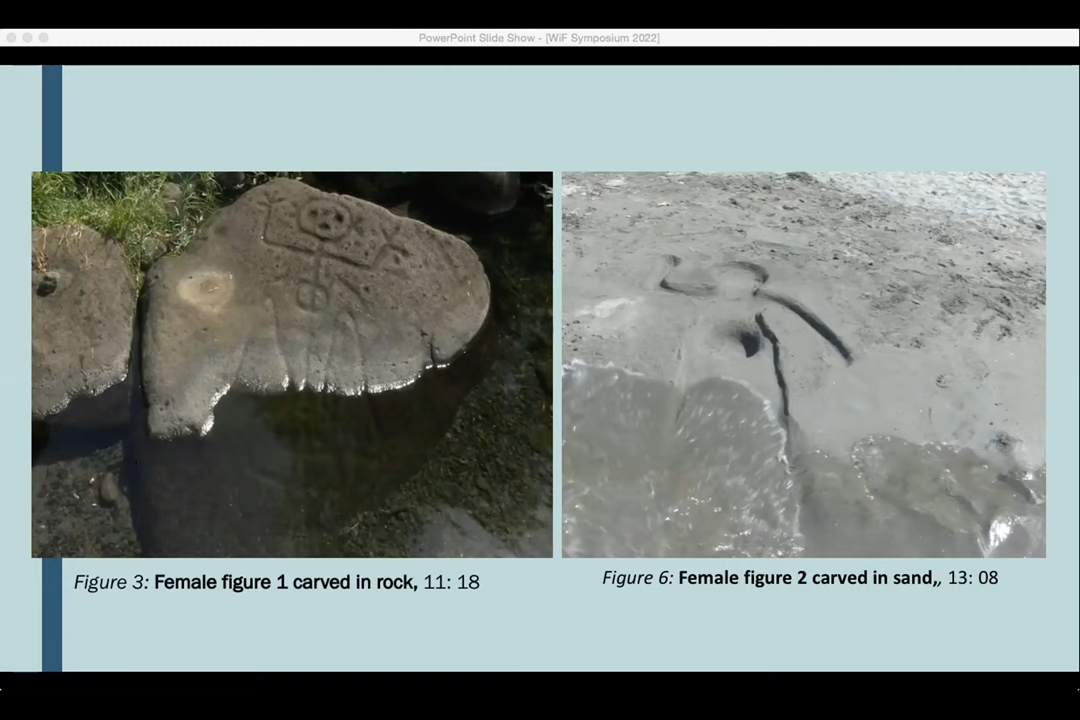 PowerPoint Slide Show - [WiF Symposium 2022]
Figure 3: Female figure 1 carved in rock, 11: 18
Figure 6: Female figure 2 carved in sand,, 13: 08